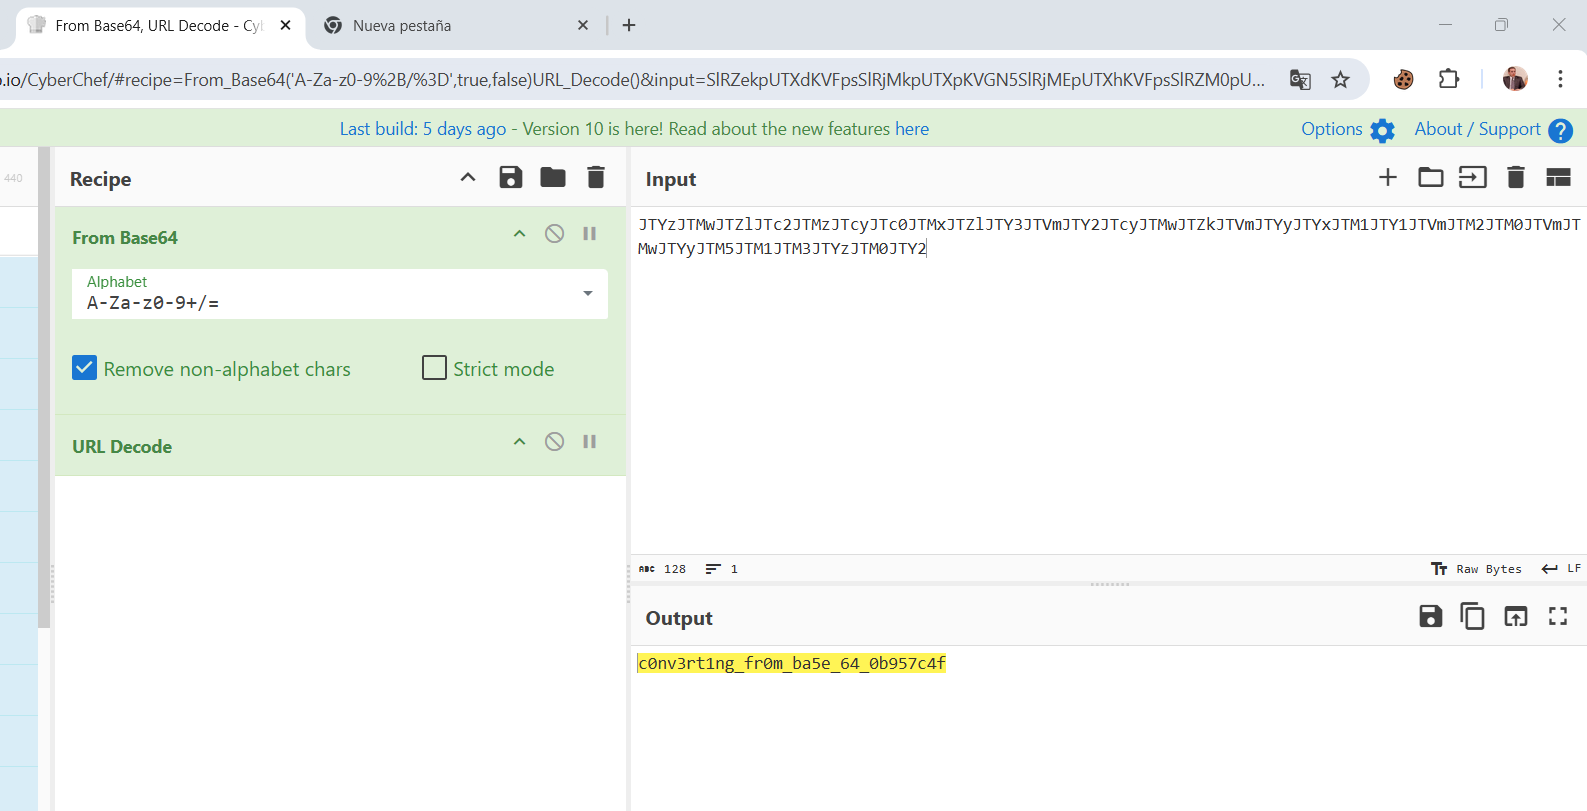 From Base64, URL Decode - Cy
Nueva pestaña
.io/CyberChef/#recipe=From_Base64('A-Za-z0-9%2B/%3D',true,false)URL_Decode()&input=SlRZekpUTXdKVFpsSlRjMkpUTXpKVGN5SlRjMEpUTXhKVFpsSlRZM0pU...
Last build: 5 days ago - Version 10 is here! Read about the new features here
Options
About / Support
440
Recipe
Input
From Base64
Alphabet
A-Za-z0-9+/=
Remove non-alphabet chars
Strict mode
URL Decode
JTYzJTMwJTZlJTc2JTMzJTcyJTc0JTMxJTZlJTY3JTVmJTY2JTcyJTMwJTZkJTVmJTYyJTYxJTM1JTY1JTVmJTM2JTM0JTVmJT
MwJTYyJTM5JTM1JTM3JTYzJTM0JTY2
ABC 128
1
Raw Bytes
LF
Output
c0nv3rt1ng_fr0m_ba5e_64_0b957c4f